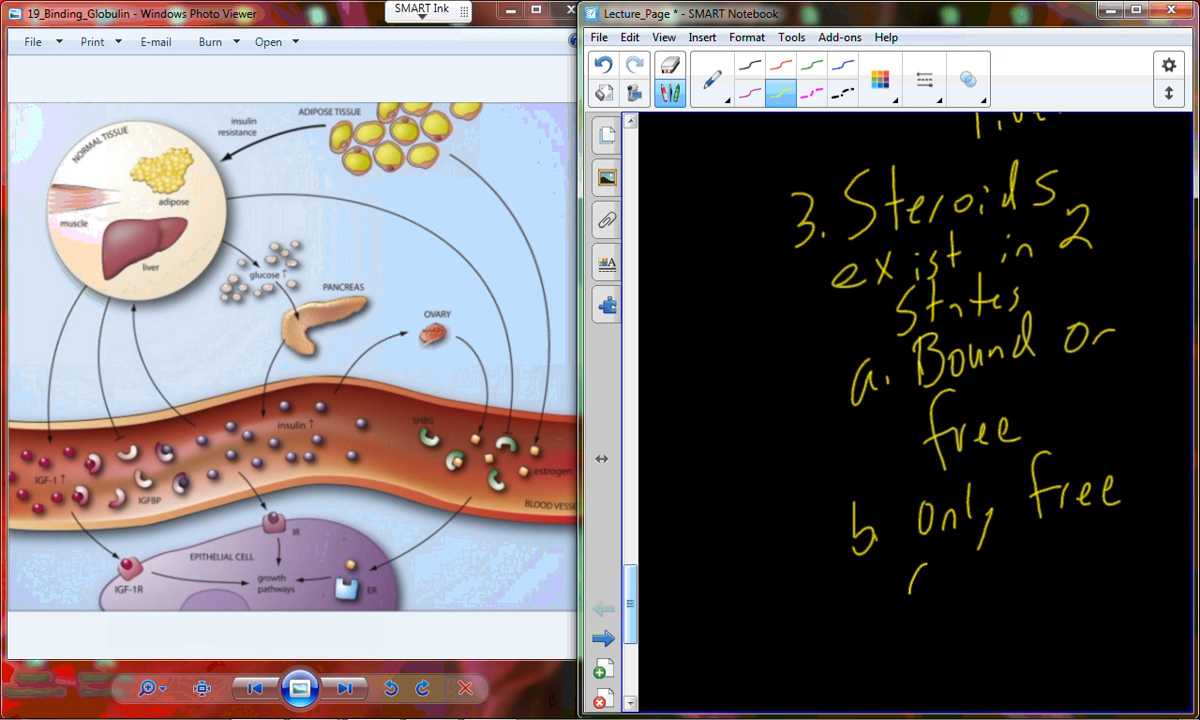 19_Binding_Globulin - Windows Photo Viewer
SMART Ink
File Print E-mail Burn Open
NORMAL TISSUE
adipose
muscle
liver
insulin
resistance
ADIPOSE TISSUE
glucose ↑
PANCREAS
OVARY
insulin ↑
SHBG
estrogen
IGF-1 ↑
IGFBP
BLOOD VESSE
IR
EPITHELIAL CELL
IGF-1R
growth
pathways
ER
Lecture_Page * - SMART Notebook
File Edit View Insert Format Tools Add-ons Help
3. Steroids
exist in 2
States
a. Bound or
free
b only free